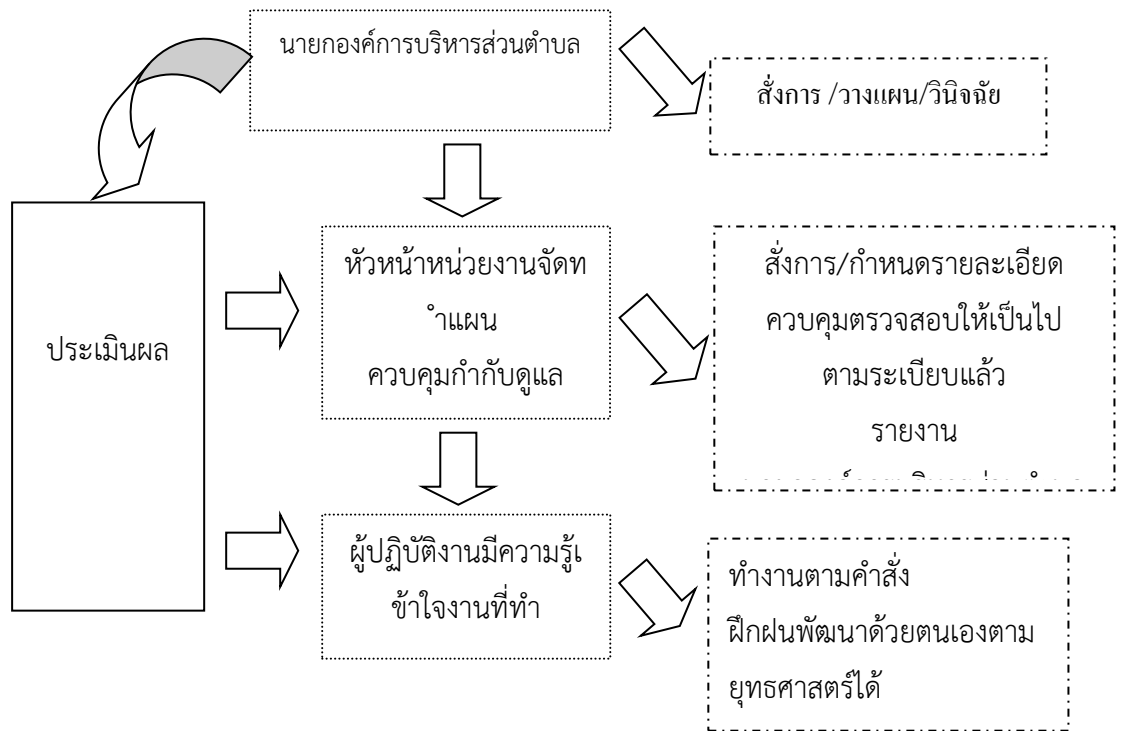 นายกองค์การบริหารส่วนตำบล
สั่งการ /วางแผน/วินิจฉัย
ประเมินผล
หัวหน้าหน่วยงานจัดท
ำแผน
ควบคุมกำกับดูแล
สั่งการ/กำหนดรายละเอียด
ควบคุมตรวจสอบให้เป็นไป
ตามระเบียบแล้ว
รายงาน
ผู้ปฏิบัติงานมีความรู้เ
ข้าใจงานที่ทำ
ทำงานตามคำสั่ง
ฝึกฝนพัฒนาด้วยตนเองตาม
ยุทธศาสตร์ได้